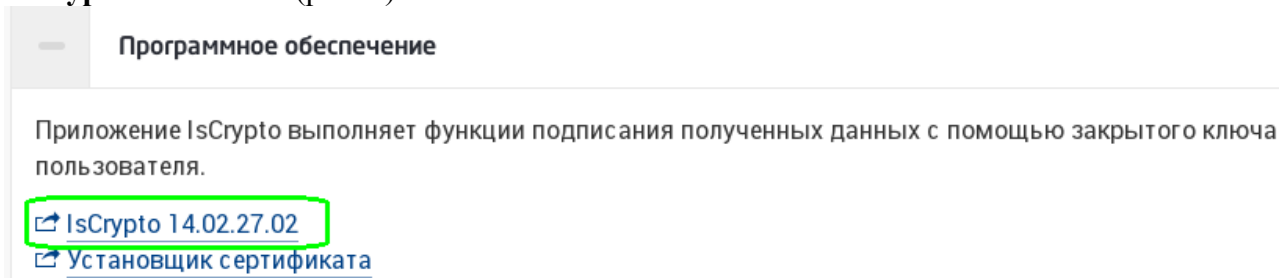 Программное обеспечение
Приложение IsCrypto выполняет функции подписания полученных данных с помощью закрытого ключа
пользователя.
IsCrypto 14.02.27.02
Установщик сертификата